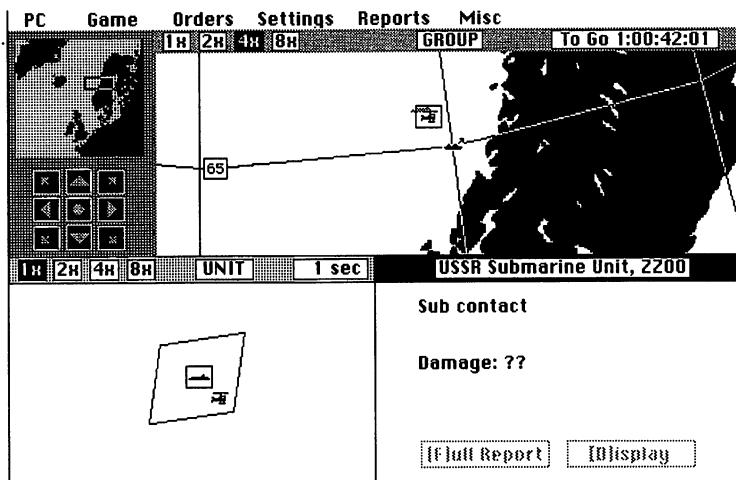 PC Game Orders Settings Reports Misc
1x 2x 4x 8x GROUP To Go 1:00:42:01
65
1x 2x 4x 8x UNIT 1 sec USSR Submarine Unit, ZZ00
Sub contact
Damage: ??
[F]ull Report [D]isplay